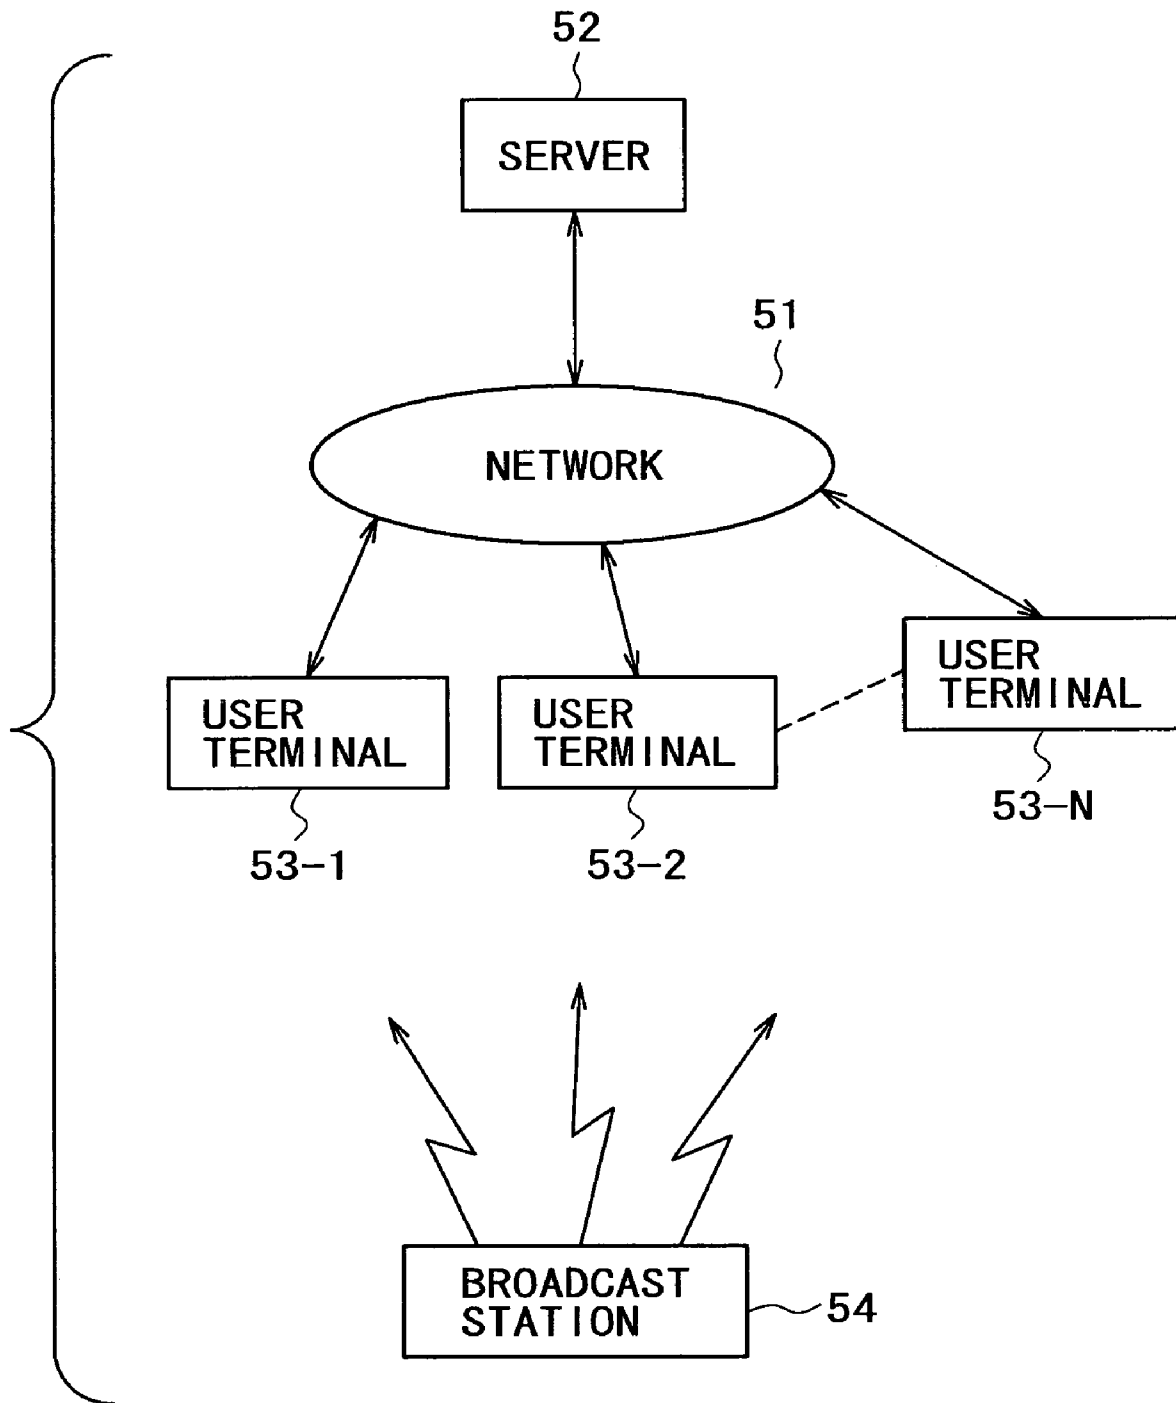 52
SERVER
51
NETWORK
USER
TERMINAL
53-1
USER
TERMINAL
53-2
USER
TERMINAL
53-N
BROADCAST
STATION
54